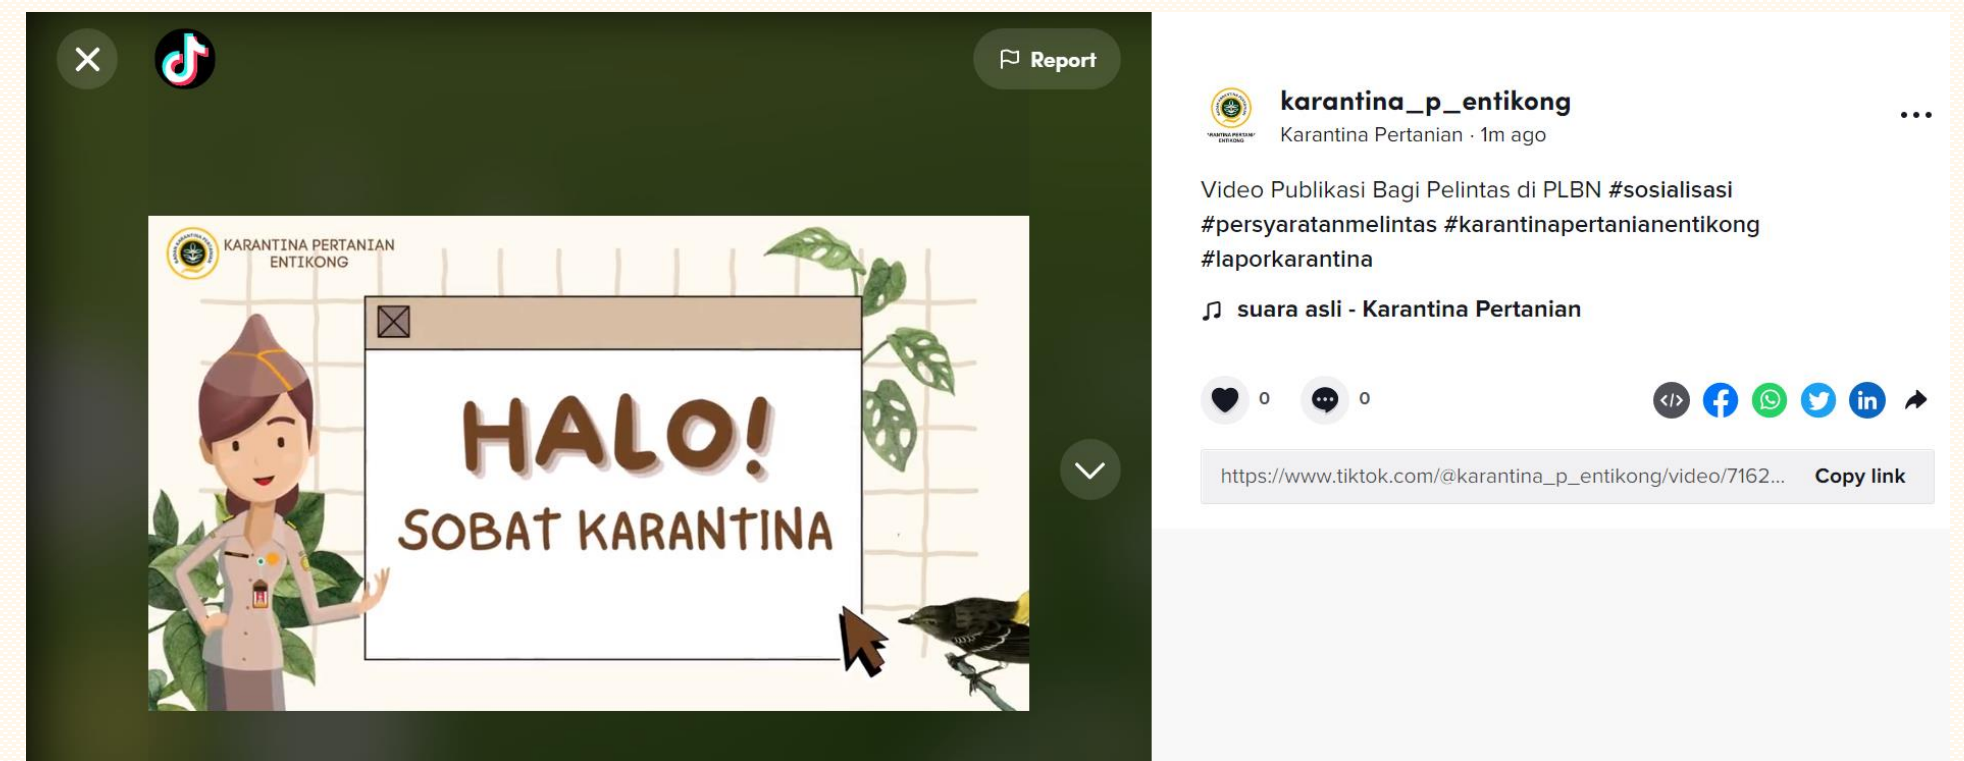 Report
KARANTINA PERTANIAN
ENTIKONG
HALO!
SOBAT KARANTINA
karantina_p_entikong
Karantina Pertanian · 1m ago
Video Publikasi Bagi Pelintas di PLBN #sosialisasi
#persyaratanmelintas #karantinapertanianentikong
#laporkarantina
suara asli - Karantina Pertanian
0 0
https://www.tiktok.com/@karantina_p_entikong/video/7162... Copy link